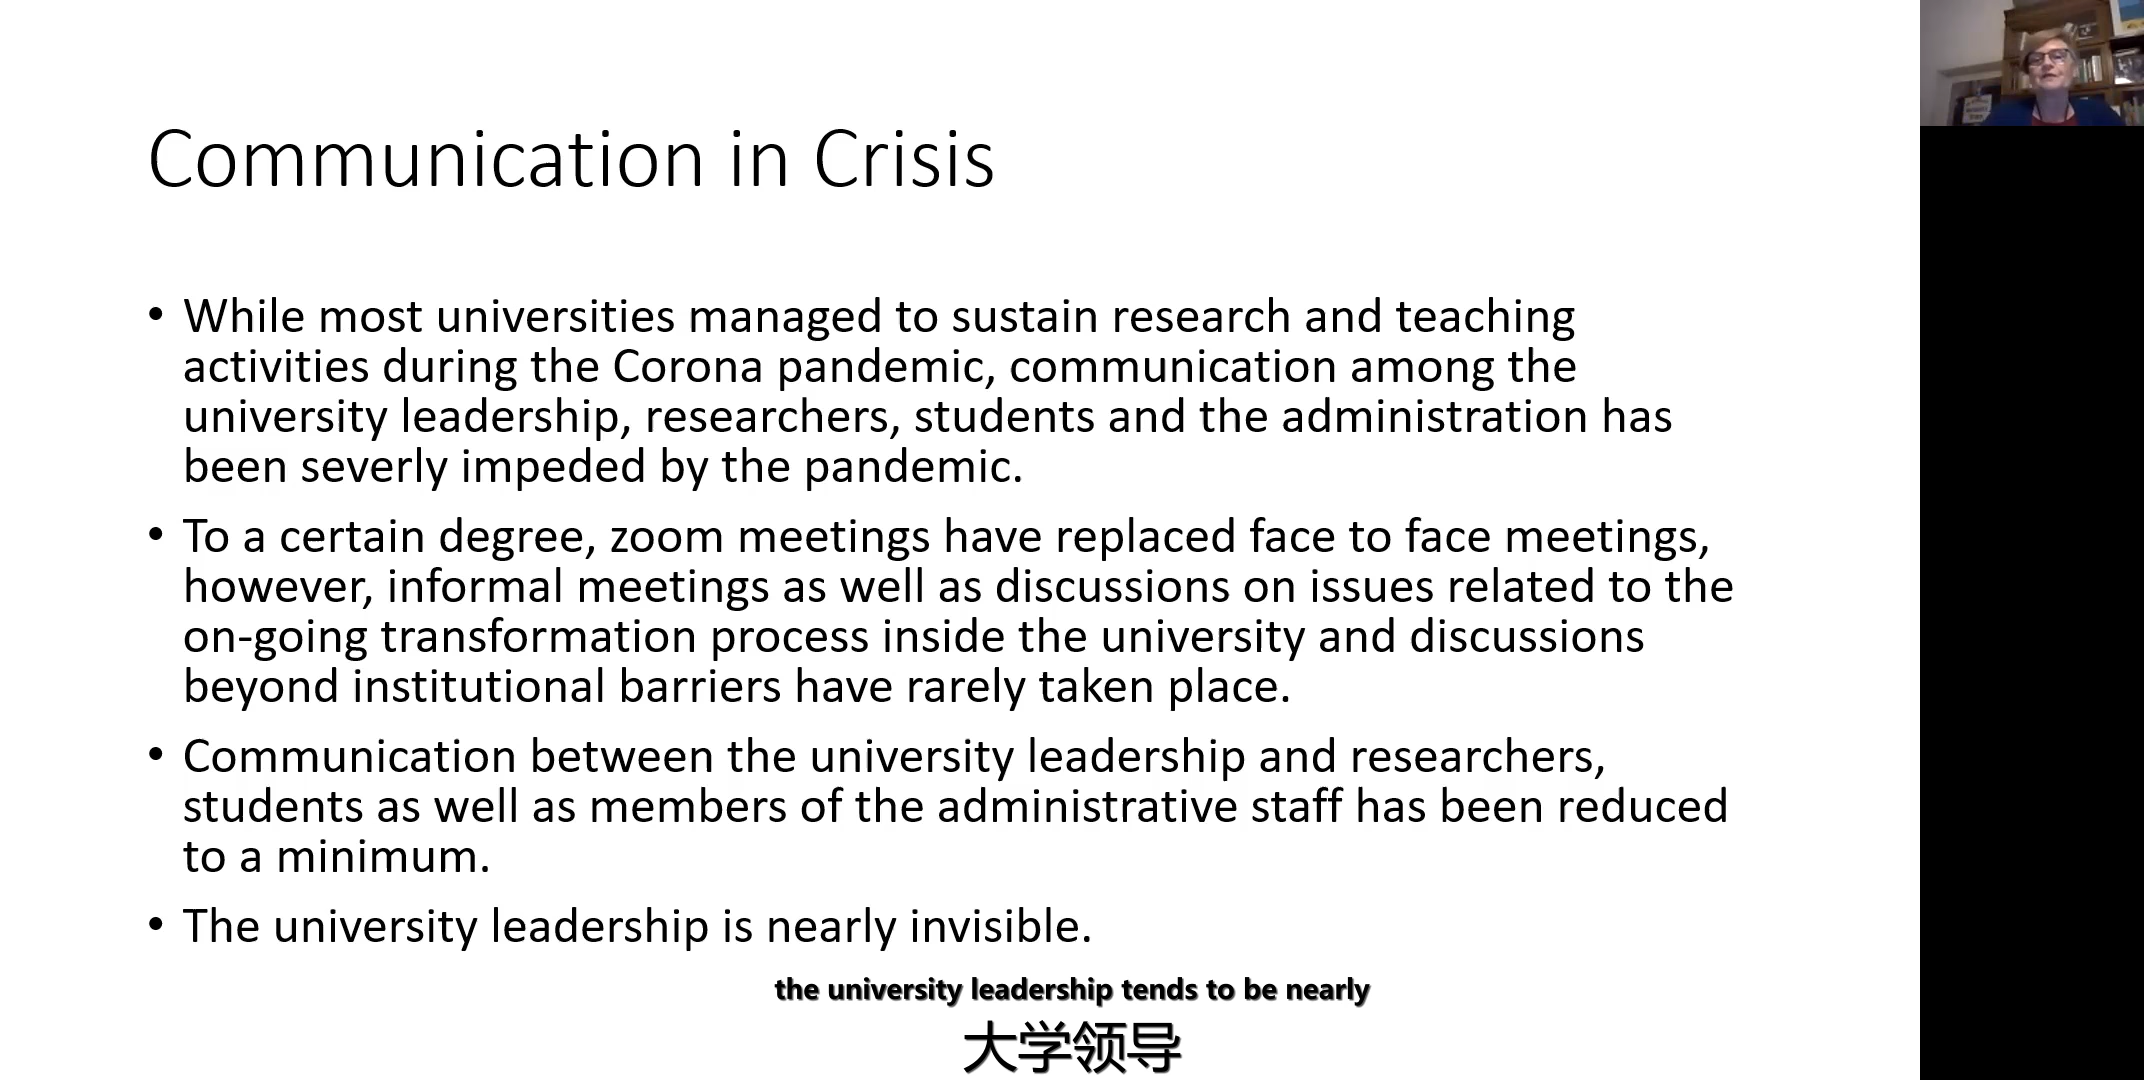 Communication in Crisis
• While most universities managed to sustain research and teaching
activities during the Corona pandemic, communication among the
university leadership, researchers, students and the administration has
been severly impeded by the pandemic.
• To a certain degree, zoom meetings have replaced face to face meetings,
however, informal meetings as well as discussions on issues related to the
on-going transformation process inside the university and discussions
beyond institutional barriers have rarely taken place.
• Communication between the university leadership and researchers,
students as well as members of the administrative staff has been reduced
to a minimum.
• The university leadership is nearly invisible.
the university leadership tends to be nearly
大学领导